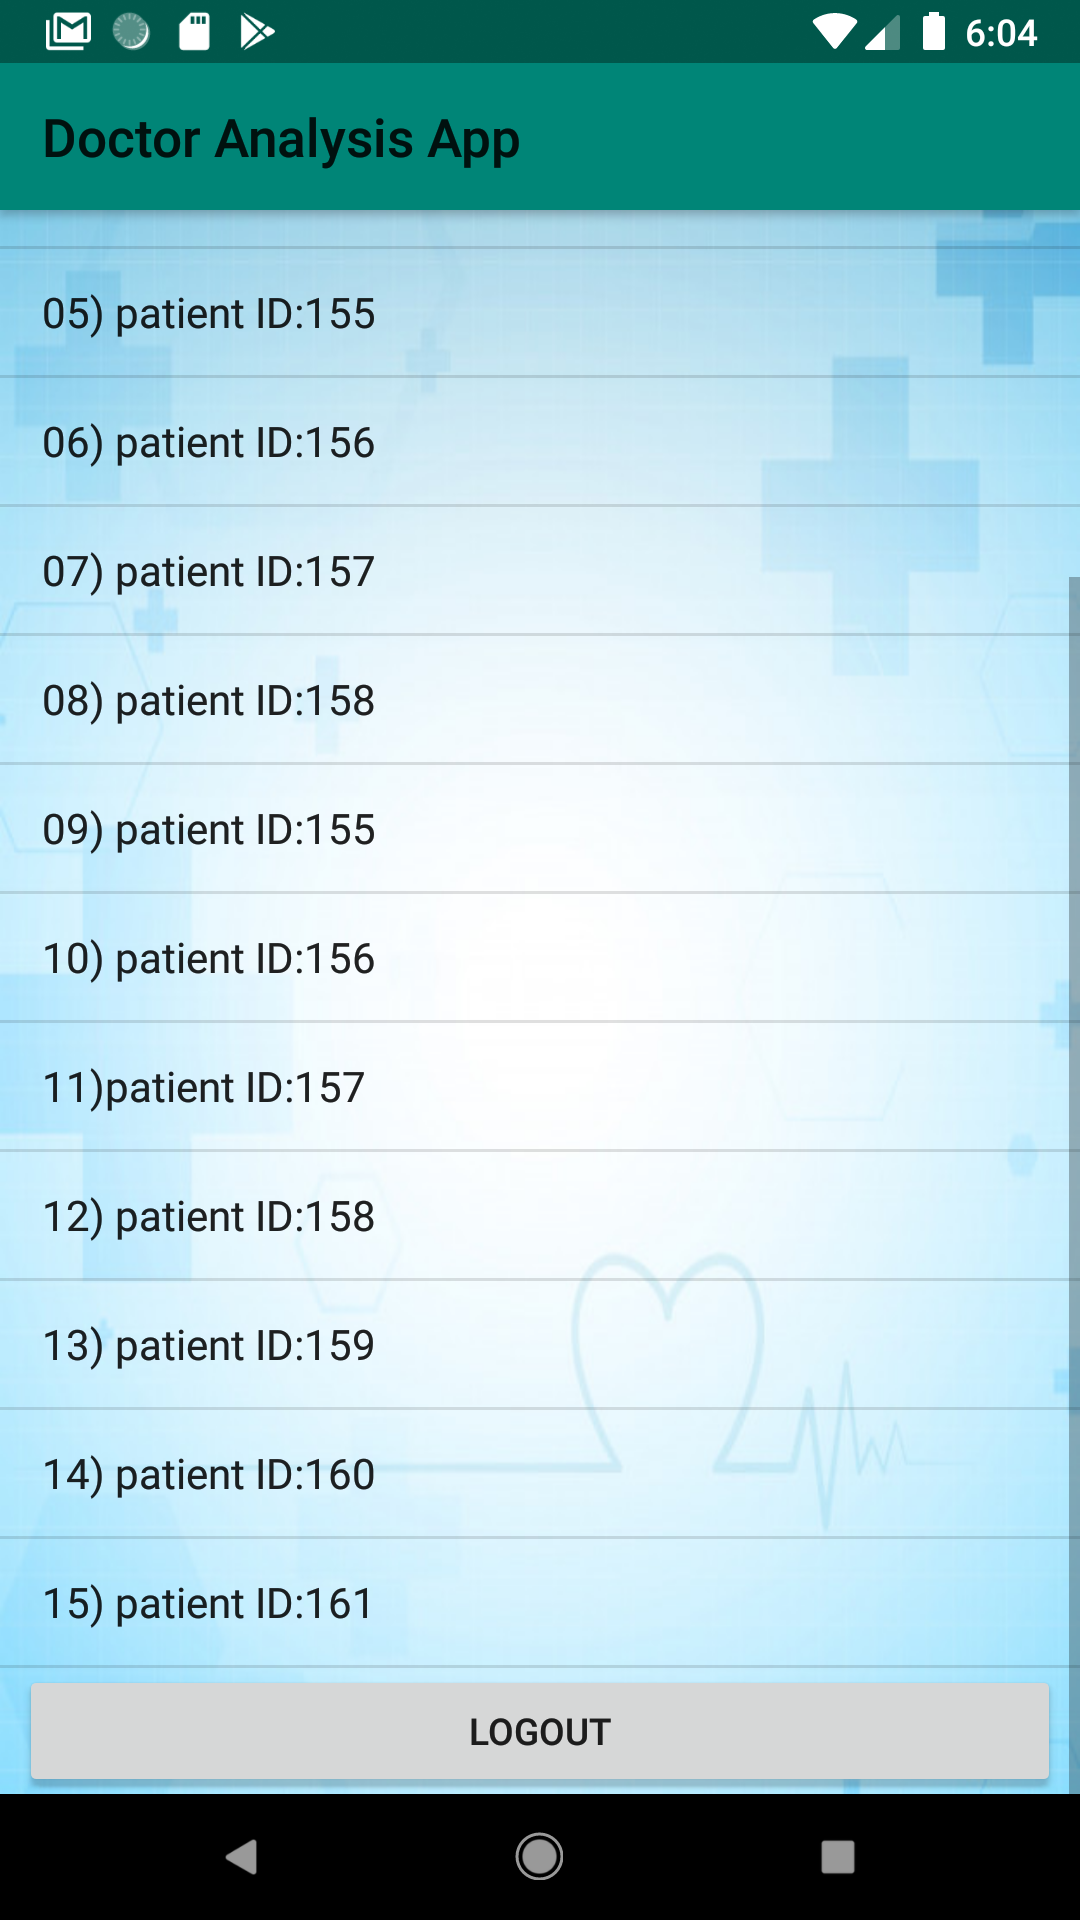 6:04
Doctor Analysis App
05) patient ID:155
06) patient ID:156
07) patient ID:157
08) patient ID:158
09) patient ID:155
10) patient ID:156
11)patient ID:157
12) patient ID:158
13) patient ID:159
14) patient ID:160
15) patient ID:161
LOGOUT